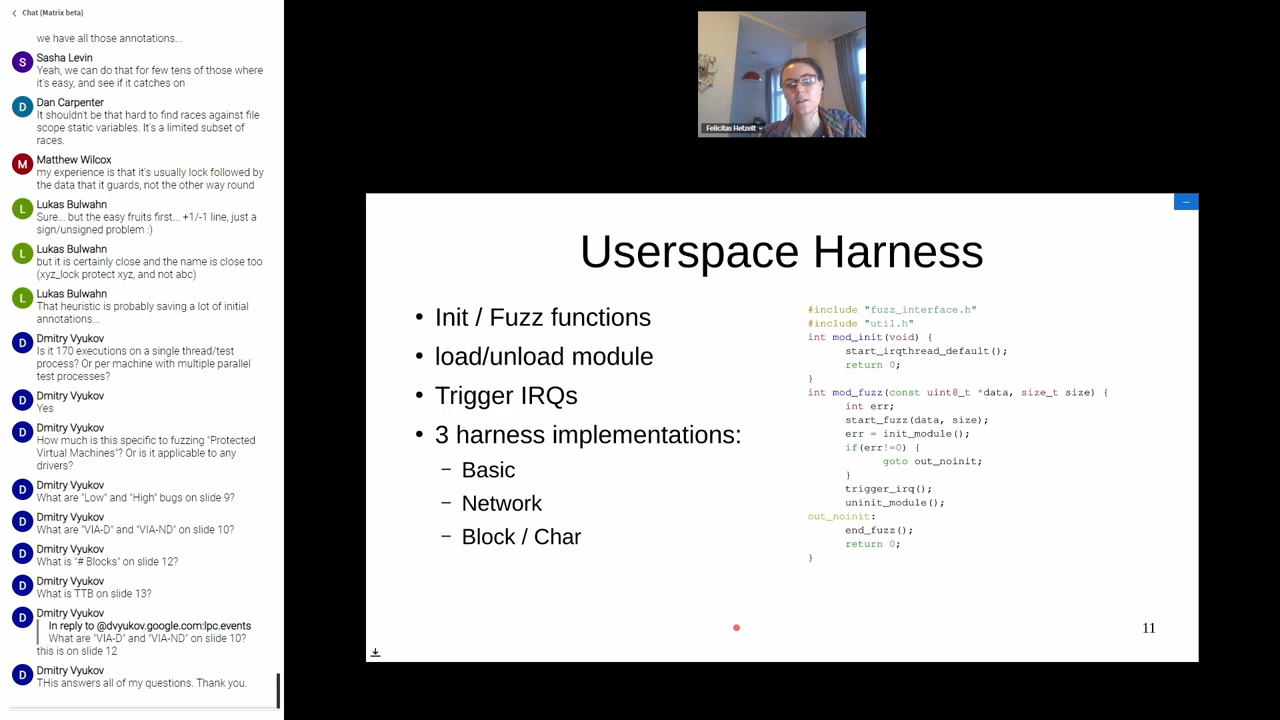 Chat (Matrix beta)
we have all those annotations...
S
Sasha Levin
Yeah, we can do that for few tens of those where
it's easy, and see if it catches on
D
Dan Carpenter
It shouldn't be that hard to find races against file
scope static variables. It's a limited subset of
races.
M
Matthew Wilcox
my experience is that it's usually lock followed by
the data that it guards, not the other way round
L
Lukas Bulwahn
Sure... but the easy fruits first... +1/-1 line, just a
sign/unsigned problem :)
L
Lukas Bulwahn
but it is certainly close and the name is close too
(xyz_lock protect xyz, and not abc)
L
Lukas Bulwahn
That heuristic is probably saving a lot of initial
annotations...
D
Dmitry Vyukov
Is it 170 executions on a single thread/test
process? Or per machine with multiple parallel
test processes?
D
Dmitry Vyukov
Yes
D
Dmitry Vyukov
How much is this specific to fuzzing "Protected
Virtual Machines"? Or is it applicable to any
drivers?
D
Dmitry Vyukov
What are "Low" and "High" bugs on slide 9?
D
Dmitry Vyukov
What are "VIA-D" and "VIA-ND" on slide 10?
D
Dmitry Vyukov
What is "# Blocks" on slide 12?
D
Dmitry Vyukov
What is TTB on slide 13?
D
Dmitry Vyukov
In reply to @dvyukov.google.com:lpc.events
What are "VIA-D" and "VIA-ND" on slide 10?
this is on slide 12
D
Dmitry Vyukov
THis answers all of my questions. Thank you.
Felicitas Hetzelt
Userspace Harness
• Init / Fuzz functions
• load/unload module
• Trigger IRQs
• 3 harness implementations:
– Basic
– Network
– Block / Char
#include "fuzz_interface.h"
#include "util.h"
int mod_init(void) {
start_irqthread_default();
return 0;
}
int mod_fuzz(const uint8_t *data, size_t size) {
int err;
start_fuzz(data, size);
err = init_module();
if(err!=0) {
goto out_noinit;
}
trigger_irq();
uninit_module();
out_noinit:
end_fuzz();
return 0;
}
11